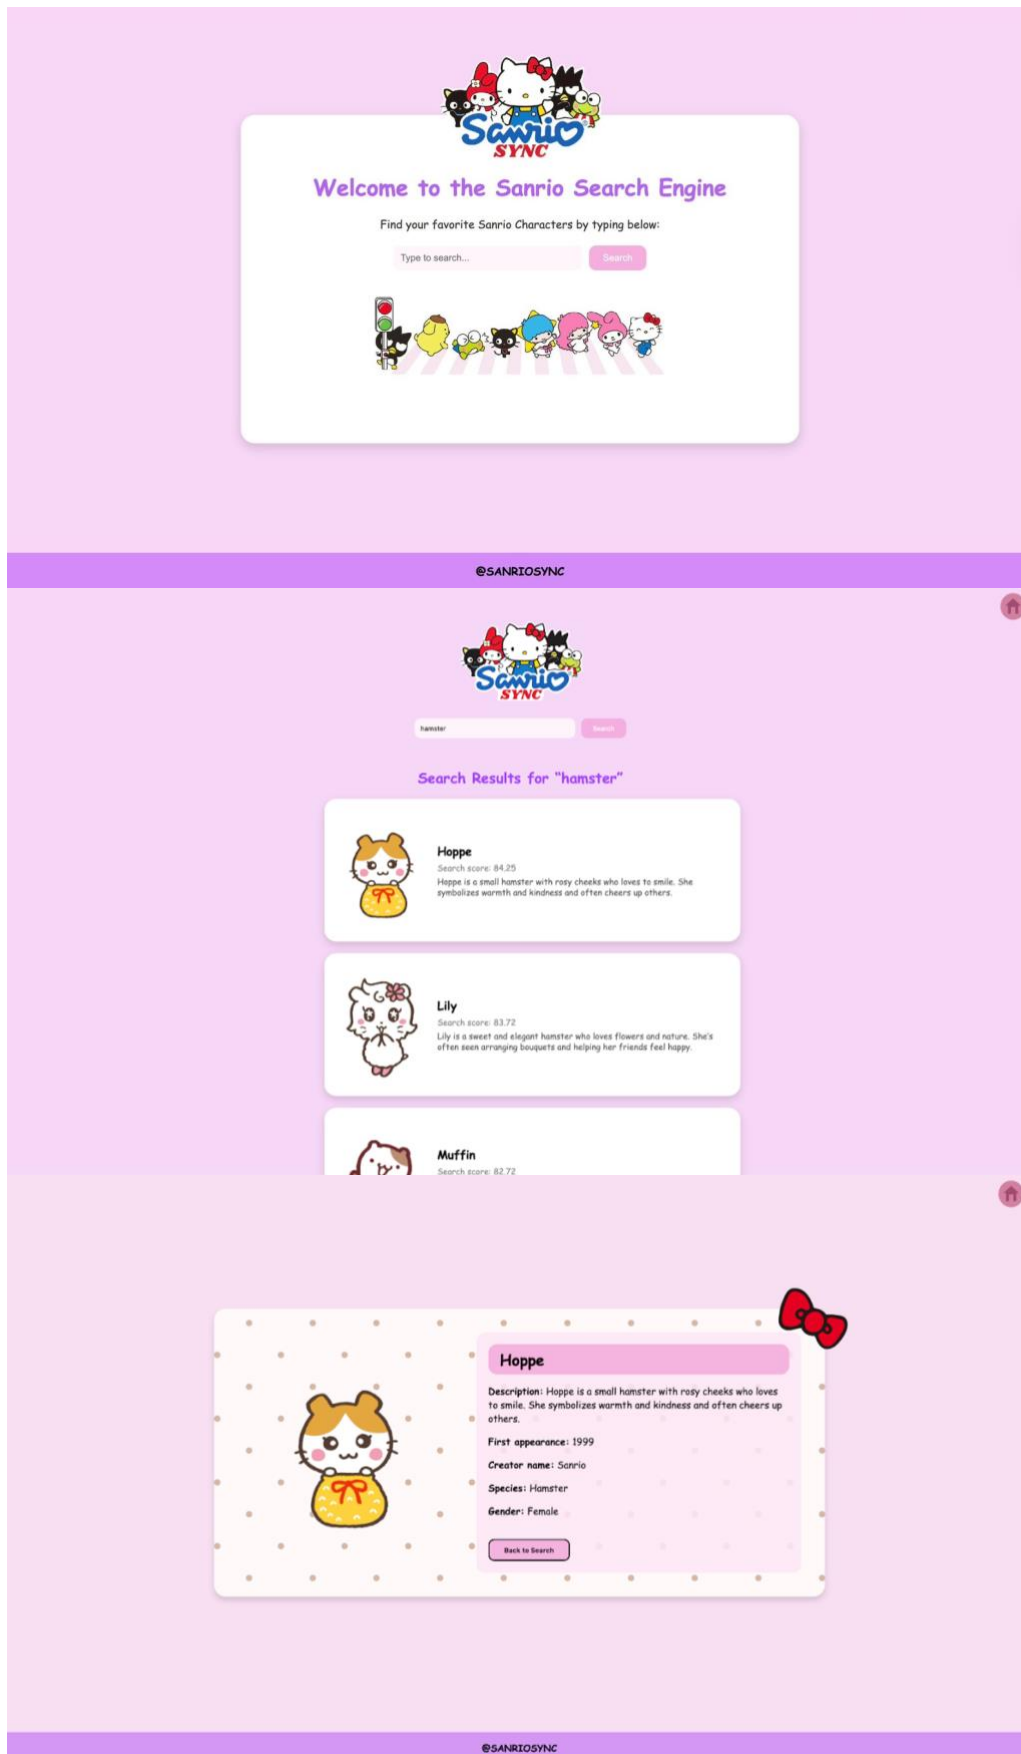 Sanrio
SYNC
Welcome to the Sanrio Search Engine
Find your favorite Sanrio Characters by typing below:
Type to search...
Search
@SANRIOSYNC
Sanrio
SYNC
hamster
Search
Search Results for "hamster"
Hoppe
Search score: 84.25
Hoppe is a small hamster with rosy cheeks who loves to smile. She
symbolizes warmth and kindness and often cheers up others.
Lily
Search score: 83.72
Lily is a sweet and elegant hamster who loves flowers and nature. She's
often seen arranging bouquets and helping her friends feel happy.
Muffin
Search score: 82.72
Hoppe
Description: Hoppe is a small hamster with rosy cheeks who loves
to smile. She symbolizes warmth and kindness and often cheers up
others.
First appearance: 1999
Creator name: Sanrio
Species: Hamster
Gender: Female
Back to Search
@SANRIOSYNC